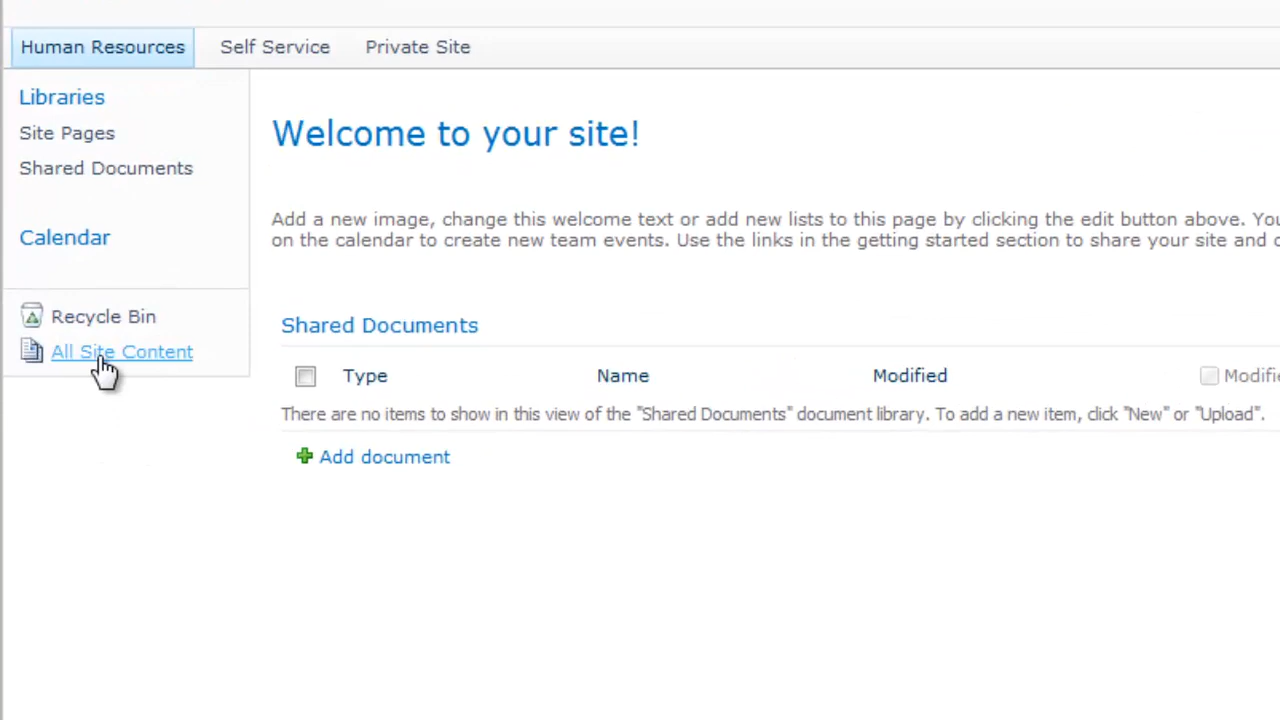 Human Resources Self Service Private Site
Libraries
Site Pages
Shared Documents
Calendar
Recycle Bin
All Site Content
Welcome to your site!
Add a new image, change this welcome text or add new lists to this page by clicking the edit button above. You
on the calendar to create new team events. Use the links in the getting started section to share your site and
Shared Documents
Type Name Modified
There are no items to show in this view of the "Shared Documents" document library. To add a new item, click "New" or "Upload".
Add document